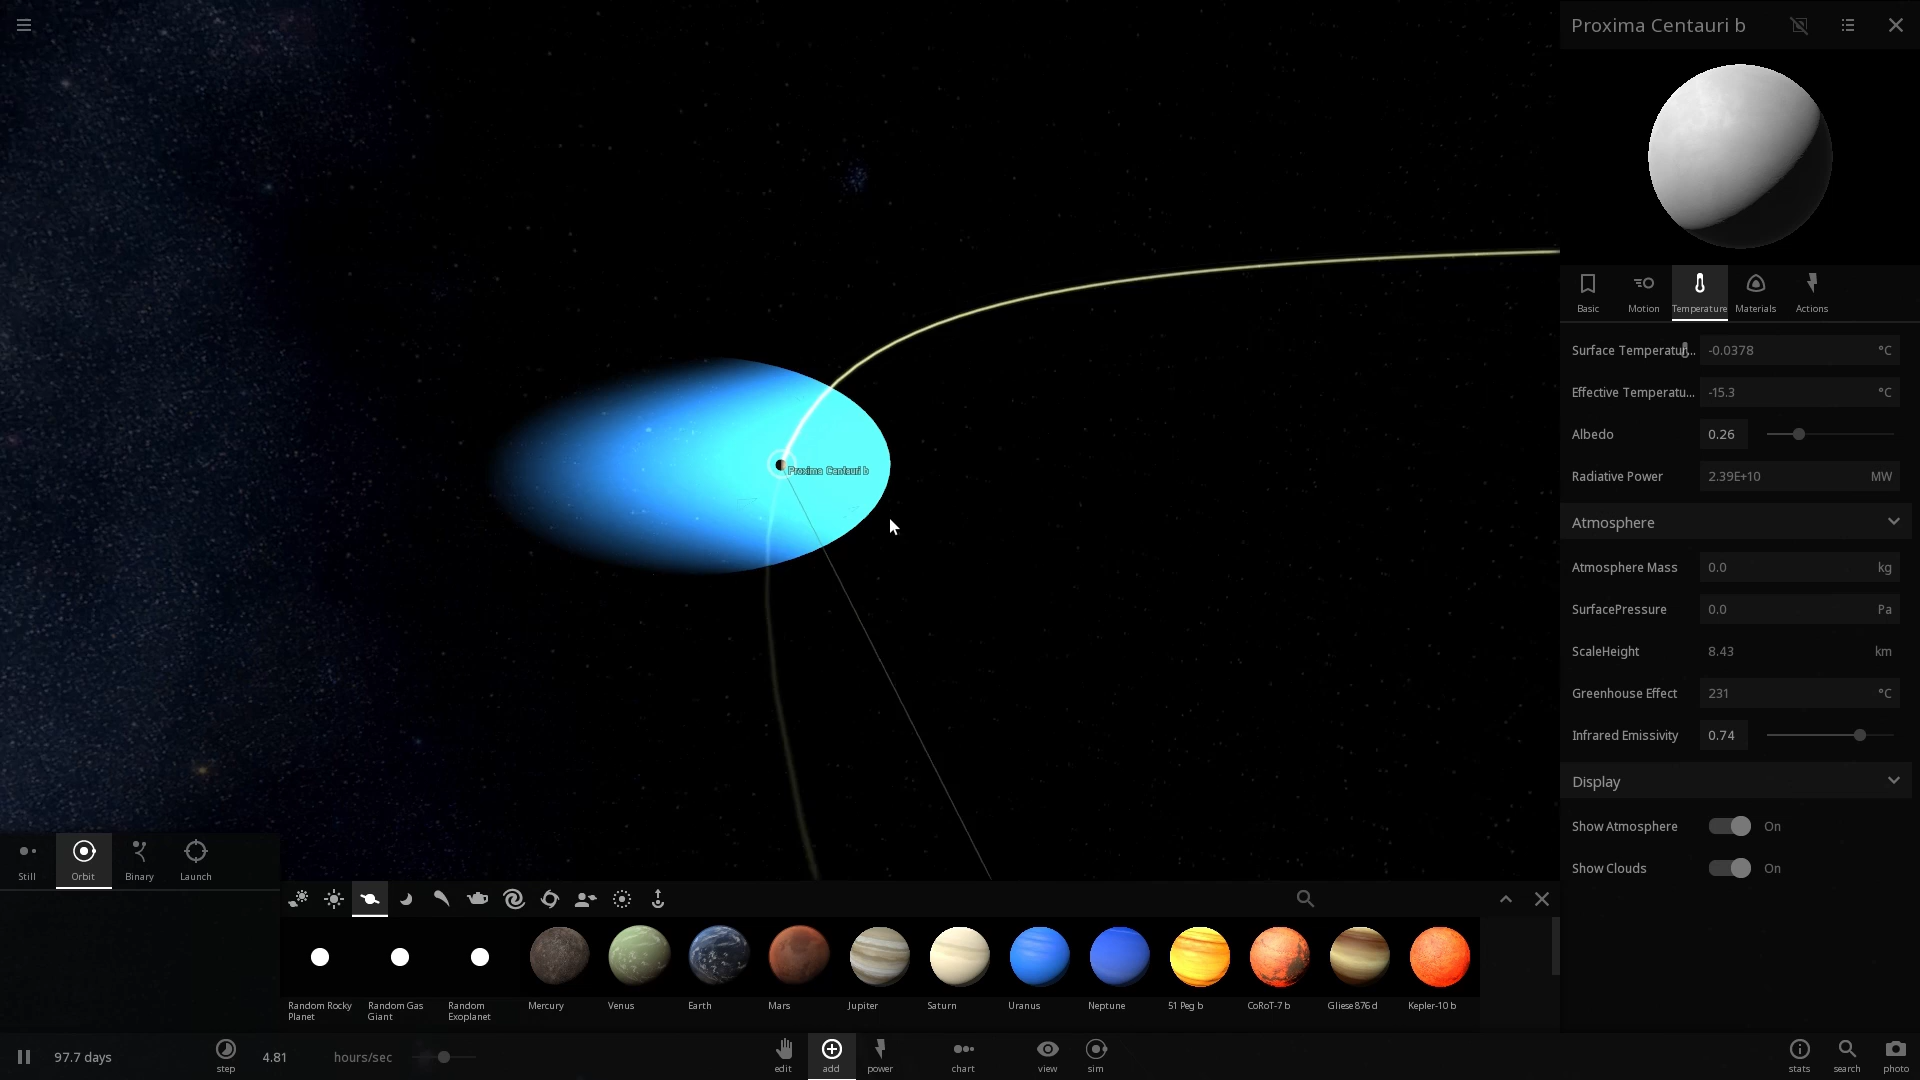 Proxima Centauri b
Basic
Motion
Temperature
Materials
Actions
Surface Temperatur... -0.0378 °C
Effective Temperatu... -15.3 °C
Albedo 0.26
Radiative Power 2.39E+10 MW
Atmosphere
Atmosphere Mass 0.0 kg
SurfacePressure 0.0 Pa
ScaleHeight 8.43 km
Greenhouse Effect 231 °C
Infrared Emissivity 0.74
Display
Show Atmosphere On
Show Clouds On
Proxima Centauri b
Still
Orbit
Binary
Launch
Random Rocky
Planet
Random Gas
Giant
Random
Exoplanet
Mercury
Venus
Earth
Mars
Jupiter
Saturn
Uranus
Neptune
51 Peg b
CoRoT-7 b
Gliese 876 d
Kepler-10 b
97.7 days
step
4.81 hours/sec
edit
add
power
chart
view
sim
stats
search
photo